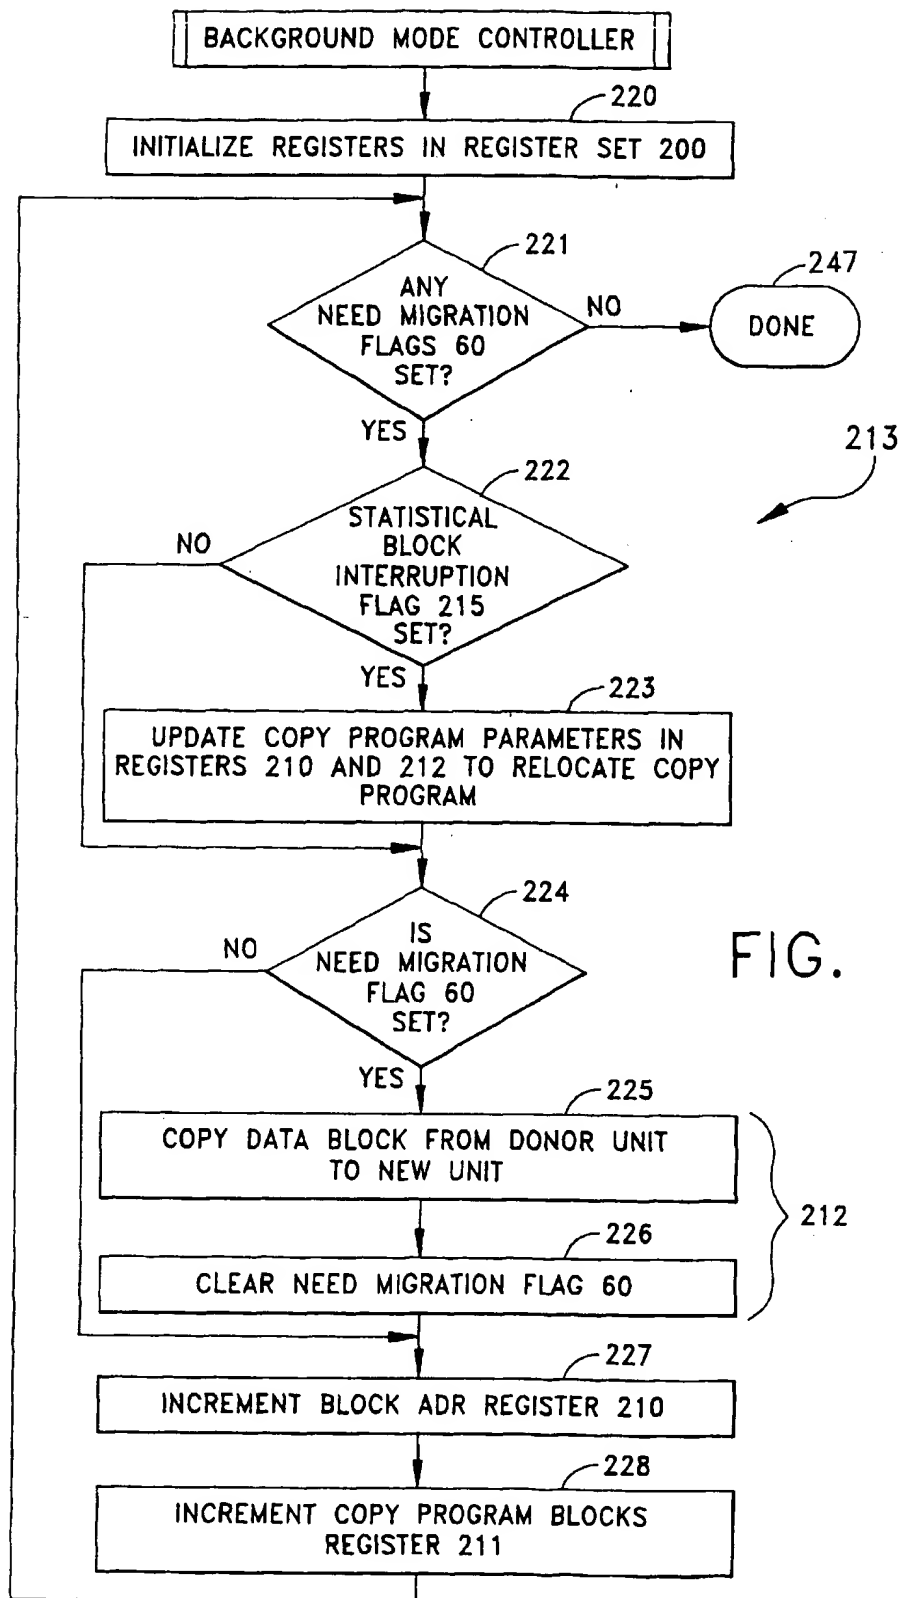 BACKGROUND MODE CONTROLLER
220
INITIALIZE REGISTERS IN REGISTER SET 200
221
ANY
NEED MIGRATION
FLAGS 60
SET?
NO
247
DONE
YES
213
222
STATISTICAL
BLOCK
INTERRUPTION
FLAG 215
SET?
NO
YES
223
UPDATE COPY PROGRAM PARAMETERS IN
REGISTERS 210 AND 212 TO RELOCATE COPY
PROGRAM
224
IS
NEED MIGRATION
FLAG 60
SET?
NO
FIG.
YES
225
COPY DATA BLOCK FROM DONOR UNIT
TO NEW UNIT
212
226
CLEAR NEED MIGRATION FLAG 60
227
INCREMENT BLOCK ADR REGISTER 210
228
INCREMENT COPY PROGRAM BLOCKS
REGISTER 211